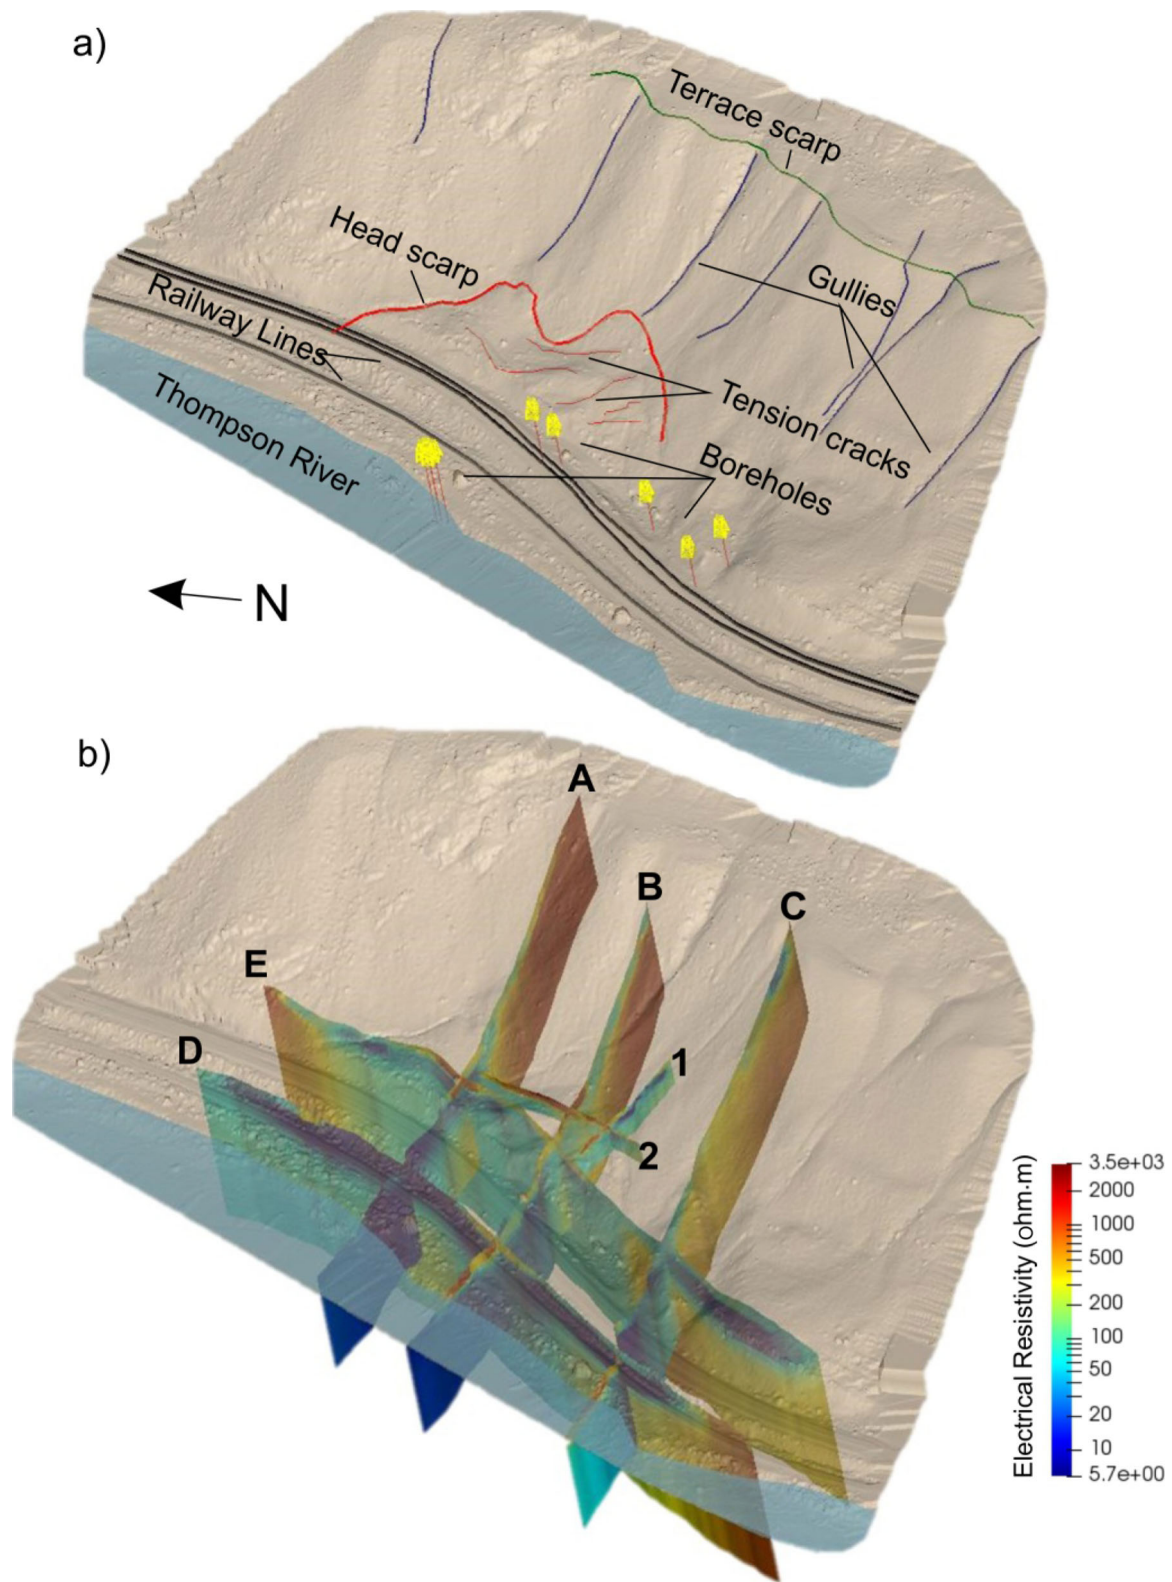 a)
Terrace scarp
Head scarp
Gullies
Railway Lines
Tension cracks
Thompson River
Boreholes
N
b)
A
B
C
E
D
1
2
Electrical Resistivity (ohm·m)
3.5e+03
2000
1000
500
200
100
50
20
10
5.7e+00